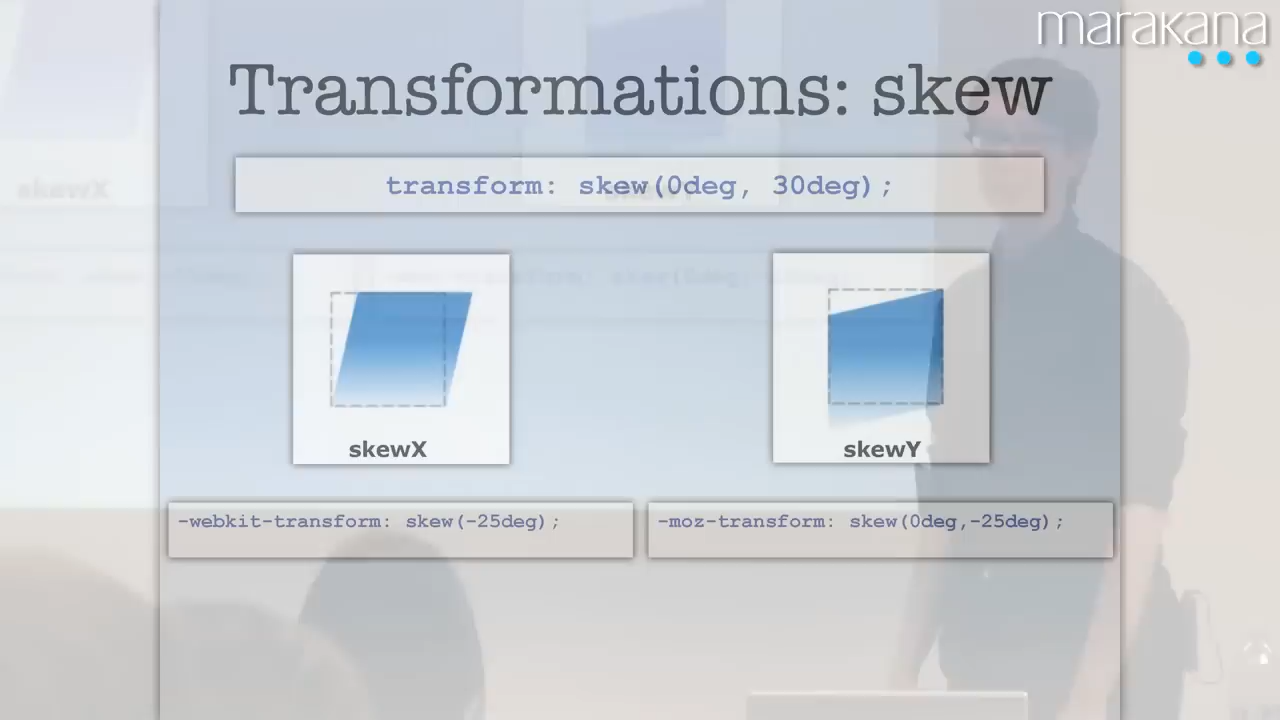 marakana
Transformations: skew
transform: skew(0deg, 30deg);
skewX
skewY
-webkit-transform: skew(-25deg);
-moz-transform: skew(0deg,-25deg);